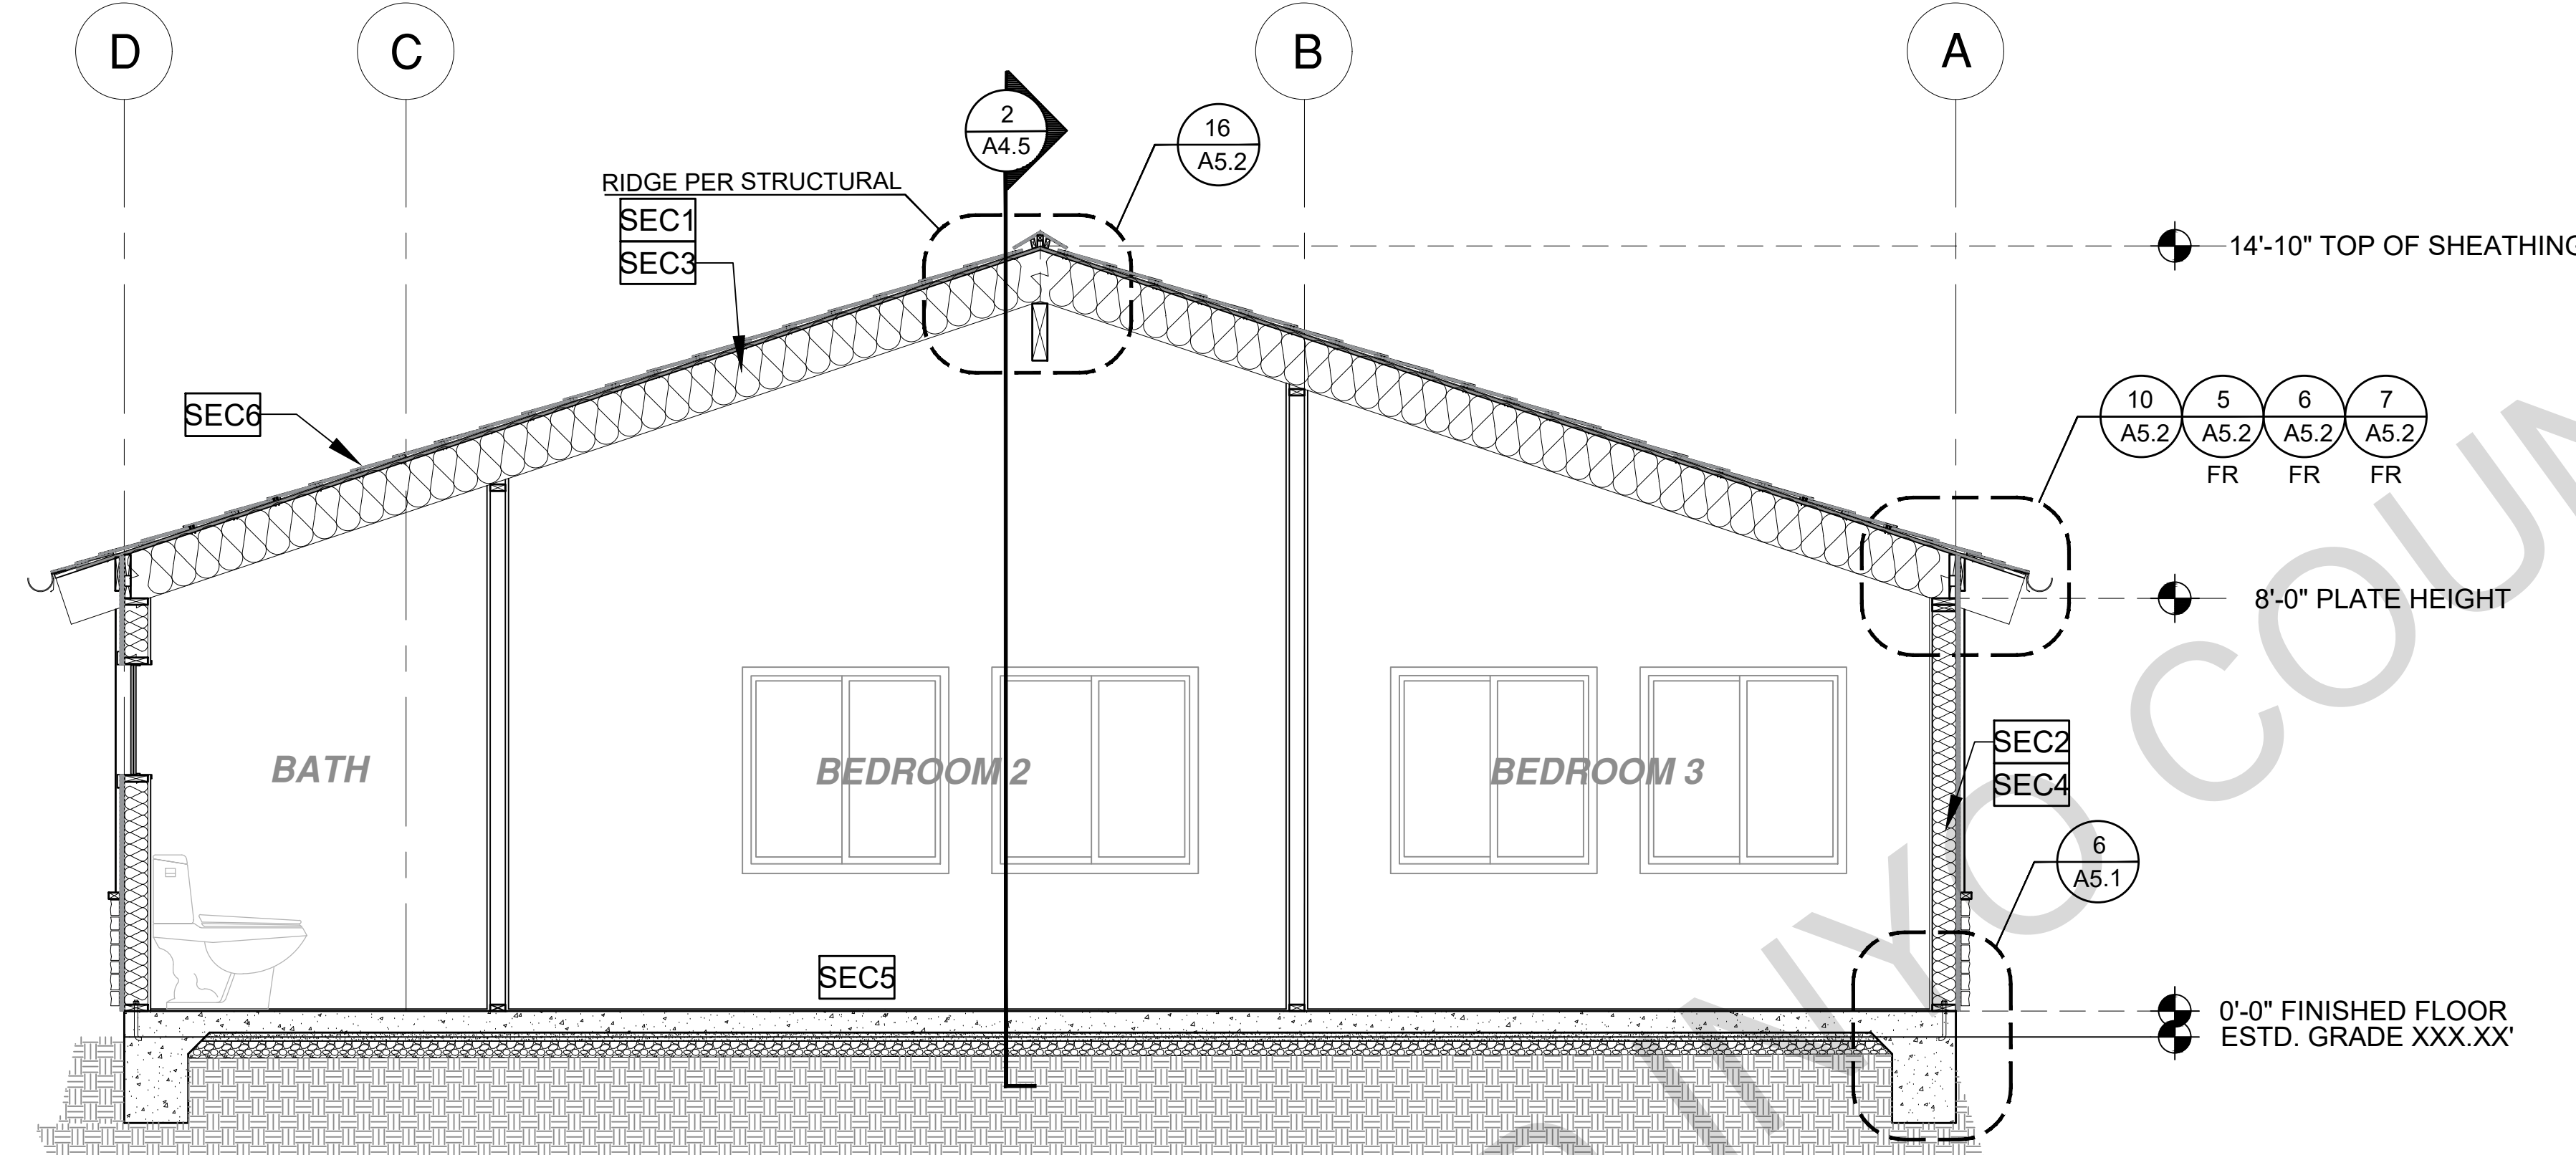 D
C
B
A
2
A4.5
16
A5.2
RIDGE PER STRUCTURAL
SEC1
SEC3
14'-10" TOP OF SHEATHING
SEC6
10
A5.2
5
A5.2
FR
6
A5.2
FR
7
A5.2
FR
8'-0" PLATE HEIGHT
BATH
BEDROOM 2
BEDROOM 3
SEC2
SEC4
6
A5.1
SEC5
0'-0" FINISHED FLOOR
ESTD. GRADE XXX.XX'
INYO COUN